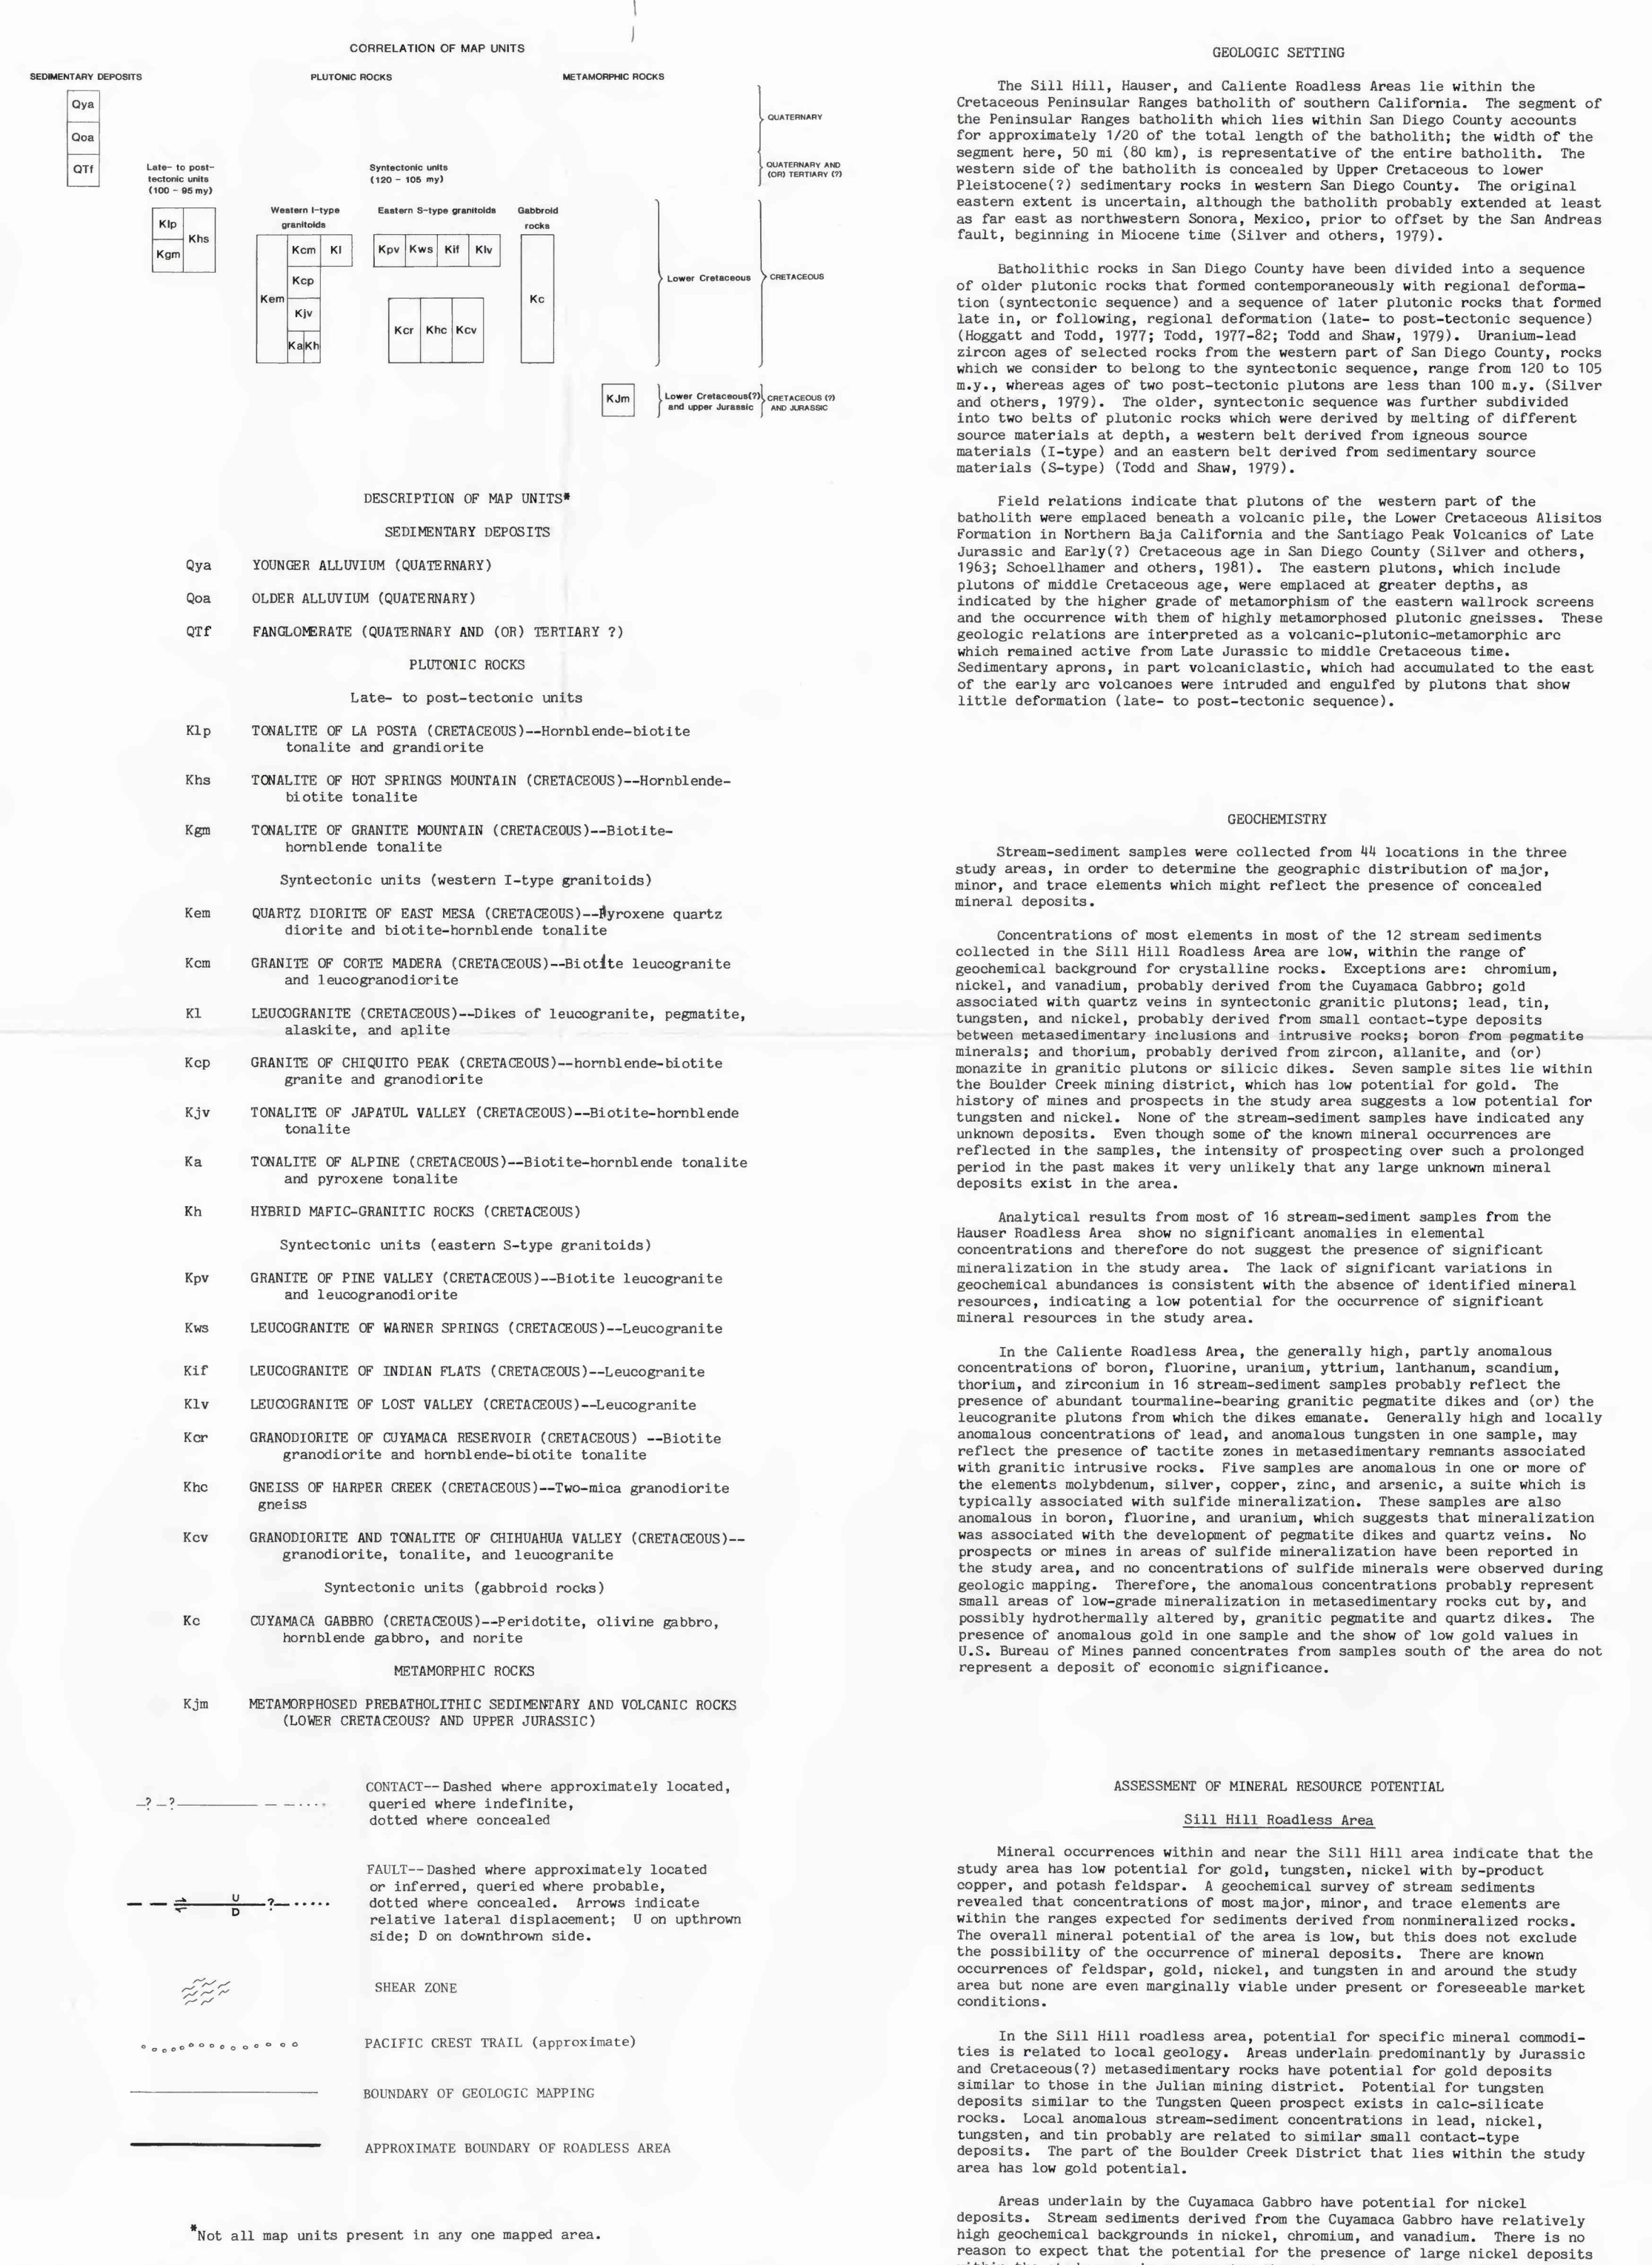 CORRELATION OF MAP UNITS
SEDIMENTARY DEPOSITS
PLUTONIC ROCKS
METAMORPHIC ROCKS
Qya
Qoa
QTf
QUATERNARY
QUATERNARY AND
(OR) TERTIARY (?)
Late- to post-
tectonic units
(100 - 95 my)
Syntectonic units
(120 - 105 my)
Klp
Kgm
Khs
Western I-type
granitoids
Eastern S-type granitoids
Gabbroid
rocks
Kem
Kcm
Kl
Kcp
Kjv
Ka
Kh
Kpv
Kws
Kif
Klv
Kcr
Khc
Kcv
Kc
Lower Cretaceous
CRETACEOUS
KJm
Lower Cretaceous(?)
and upper Jurassic
CRETACEOUS (?)
AND JURASSIC
DESCRIPTION OF MAP UNITS*
SEDIMENTARY DEPOSITS
Qya YOUNGER ALLUVIUM (QUATERNARY)
Qoa OLDER ALLUVIUM (QUATERNARY)
QTf FANGLOMERATE (QUATERNARY AND (OR) TERTIARY ?)
PLUTONIC ROCKS
Late- to post-tectonic units
Klp TONALITE OF LA POSTA (CRETACEOUS)--Hornblende-biotite
tonalite and grandiorite
Khs TONALITE OF HOT SPRINGS MOUNTAIN (CRETACEOUS)--Hornblende-
biotite tonalite
Kgm TONALITE OF GRANITE MOUNTAIN (CRETACEOUS)--Biotite-
hornblende tonalite
Syntectonic units (western I-type granitoids)
Kem QUARTZ DIORITE OF EAST MESA (CRETACEOUS)--Pyroxene quartz
diorite and biotite-hornblende tonalite
Kcm GRANITE OF CORTE MADERA (CRETACEOUS)--Biotite leucogranite
and leucogranodiorite
Kl LEUCOGRANITE (CRETACEOUS)--Dikes of leucogranite, pegmatite,
alaskite, and aplite
Kcp GRANITE OF CHIQUITO PEAK (CRETACEOUS)--hornblende-biotite
granite and granodiorite
Kjv TONALITE OF JAPATUL VALLEY (CRETACEOUS)--Biotite-hornblende
tonalite
Ka TONALITE OF ALPINE (CRETACEOUS)--Biotite-hornblende tonalite
and pyroxene tonalite
Kh HYBRID MAFIC-GRANITIC ROCKS (CRETACEOUS)
Syntectonic units (eastern S-type granitoids)
Kpv GRANITE OF PINE VALLEY (CRETACEOUS)--Biotite leucogranite
and leucogranodiorite
Kws LEUCOGRANITE OF WARNER SPRINGS (CRETACEOUS)--Leucogranite
Kif LEUCOGRANITE OF INDIAN FLATS (CRETACEOUS)--Leucogranite
Klv LEUCOGRANITE OF LOST VALLEY (CRETACEOUS)--Leucogranite
Kcr GRANODIORITE OF CUYAMACA RESERVOIR (CRETACEOUS) --Biotite
granodiorite and hornblende-biotite tonalite
Khc GNEISS OF HARPER CREEK (CRETACEOUS)--Two-mica granodiorite
gneiss
Kcv GRANODIORITE AND TONALITE OF CHIHUAHUA VALLEY (CRETACEOUS)--
granodiorite, tonalite, and leucogranite
Syntectonic units (gabbroid rocks)
Kc CUYAMACA GABBRO (CRETACEOUS)--Peridotite, olivine gabbro,
hornblende gabbro, and norite
METAMORPHIC ROCKS
Kjm METAMORPHOSED PREBATHOLITHIC SEDIMENTARY AND VOLCANIC ROCKS
(LOWER CRETACEOUS? AND UPPER JURASSIC)
—?—?
CONTACT--Dashed where approximately located,
queried where indefinite,
dotted where concealed
U
D
?
FAULT--Dashed where approximately located
or inferred, queried where probable,
dotted where concealed. Arrows indicate
relative lateral displacement; U on upthrown
side; D on downthrown side.
SHEAR ZONE
PACIFIC CREST TRAIL (approximate)
BOUNDARY OF GEOLOGIC MAPPING
APPROXIMATE BOUNDARY OF ROADLESS AREA
*Not all map units present in any one mapped area.
GEOLOGIC SETTING
The Sill Hill, Hauser, and Caliente Roadless Areas lie within the
Cretaceous Peninsular Ranges batholith of southern California. The segment of
the Peninsular Ranges batholith which lies within San Diego County accounts
for approximately 1/20 of the total length of the batholith; the width of the
segment here, 50 mi (80 km), is representative of the entire batholith. The
western side of the batholith is concealed by Upper Cretaceous to lower
Pleistocene(?) sedimentary rocks in western San Diego County. The original
eastern extent is uncertain, although the batholith probably extended at least
as far east as northwestern Sonora, Mexico, prior to offset by the San Andreas
fault, beginning in Miocene time (Silver and others, 1979).
Batholithic rocks in San Diego County have been divided into a sequence
of older plutonic rocks that formed contemporaneously with regional deforma-
tion (syntectonic sequence) and a sequence of later plutonic rocks that formed
late in, or following, regional deformation (late- to post-tectonic sequence)
(Hoggatt and Todd, 1977; Todd, 1977-82; Todd and Shaw, 1979). Uranium-lead
zircon ages of selected rocks from the western part of San Diego County, rocks
which we consider to belong to the syntectonic sequence, range from 120 to 105
m.y., whereas ages of two post-tectonic plutons are less than 100 m.y. (Silver
and others, 1979). The older, syntectonic sequence was further subdivided
into two belts of plutonic rocks which were derived by melting of different
source materials at depth, a western belt derived from igneous source
materials (I-type) and an eastern belt derived from sedimentary source
materials (S-type) (Todd and Shaw, 1979).
Field relations indicate that plutons of the western part of the
batholith were emplaced beneath a volcanic pile, the Lower Cretaceous Alisitos
Formation in Northern Baja California and the Santiago Peak Volcanics of Late
Jurassic and Early(?) Cretaceous age in San Diego County (Silver and others,
1963; Schoellhamer and others, 1981). The eastern plutons, which include
plutons of middle Cretaceous age, were emplaced at greater depths, as
indicated by the higher grade of metamorphism of the eastern wallrock screens
and the occurrence with them of highly metamorphosed plutonic gneisses. These
geologic relations are interpreted as a volcanic-plutonic-metamorphic arc
which remained active from Late Jurassic to middle Cretaceous time.
Sedimentary aprons, in part volcaniclastic, which had accumulated to the east
of the early arc volcanoes were intruded and engulfed by plutons that show
little deformation (late- to post-tectonic sequence).
GEOCHEMISTRY
Stream-sediment samples were collected from 44 locations in the three
study areas, in order to determine the geographic distribution of major,
minor, and trace elements which might reflect the presence of concealed
mineral deposits.
Concentrations of most elements in most of the 12 stream sediments
collected in the Sill Hill Roadless Area are low, within the range of
geochemical background for crystalline rocks. Exceptions are: chromium,
nickel, and vanadium, probably derived from the Cuyamaca Gabbro; gold
associated with quartz veins in syntectonic granitic plutons; lead, tin,
tungsten, and nickel, probably derived from small contact-type deposits
between metasedimentary inclusions and intrusive rocks; boron from pegmatite
minerals; and thorium, probably derived from zircon, allanite, and (or)
monazite in granitic plutons or silicic dikes. Seven sample sites lie within
the Boulder Creek mining district, which has low potential for gold. The
history of mines and prospects in the study area suggests a low potential for
tungsten and nickel. None of the stream-sediment samples have indicated any
unknown deposits. Even though some of the known mineral occurrences are
reflected in the samples, the intensity of prospecting over such a prolonged
period in the past makes it very unlikely that any large unknown mineral
deposits exist in the area.
Analytical results from most of 16 stream-sediment samples from the
Hauser Roadless Area show no significant anomalies in elemental
concentrations and therefore do not suggest the presence of significant
mineralization in the study area. The lack of significant variations in
geochemical abundances is consistent with the absence of identified mineral
resources, indicating a low potential for the occurrence of significant
mineral resources in the study area.
In the Caliente Roadless Area, the generally high, partly anomalous
concentrations of boron, fluorine, uranium, yttrium, lanthanum, scandium,
thorium, and zirconium in 16 stream-sediment samples probably reflect the
presence of abundant tourmaline-bearing granitic pegmatite dikes and (or) the
leucogranite plutons from which the dikes emanate. Generally high and locally
anomalous concentrations of lead, and anomalous tungsten in one sample, may
reflect the presence of tactite zones in metasedimentary remnants associated
with granitic intrusive rocks. Five samples are anomalous in one or more of
the elements molybdenum, silver, copper, zinc, and arsenic, a suite which is
typically associated with sulfide mineralization. These samples are also
anomalous in boron, fluorine, and uranium, which suggests that mineralization
was associated with the development of pegmatite dikes and quartz veins. No
prospects or mines in areas of sulfide mineralization have been reported in
the study area, and no concentrations of sulfide minerals were observed during
geologic mapping. Therefore, the anomalous concentrations probably represent
small areas of low-grade mineralization in metasedimentary rocks cut by, and
possibly hydrothermally altered by, granitic pegmatite and quartz dikes. The
presence of anomalous gold in one sample and the show of low gold values in
U.S. Bureau of Mines panned concentrates from samples south of the area do not
represent a deposit of economic significance.
ASSESSMENT OF MINERAL RESOURCE POTENTIAL
Sill Hill Roadless Area
Mineral occurrences within and near the Sill Hill area indicate that the
study area has low potential for gold, tungsten, nickel with by-product
copper, and potash feldspar. A geochemical survey of stream sediments
revealed that concentrations of most major, minor, and trace elements are
within the ranges expected for sediments derived from nonmineralized rocks.
The overall mineral potential of the area is low, but this does not exclude
the possibility of the occurrence of mineral deposits. There are known
occurrences of feldspar, gold, nickel, and tungsten in and around the study
area but none are even marginally viable under present or foreseeable market
conditions.
In the Sill Hill roadless area, potential for specific mineral commodi-
ties is related to local geology. Areas underlain predominantly by Jurassic
and Cretaceous(?) metasedimentary rocks have potential for gold deposits
similar to those in the Julian mining district. Potential for tungsten
deposits similar to the Tungsten Queen prospect exists in calc-silicate
rocks. Local anomalous stream-sediment concentrations in lead, nickel,
tungsten, and tin probably are related to similar small contact-type
deposits. The part of the Boulder Creek District that lies within the study
area has low gold potential.
Areas underlain by the Cuyamaca Gabbro have potential for nickel
deposits. Stream sediments derived from the Cuyamaca Gabbro have relatively
high geochemical backgrounds in nickel, chromium, and vanadium. There is no
reason to expect that the potential for the presence of large nickel deposits